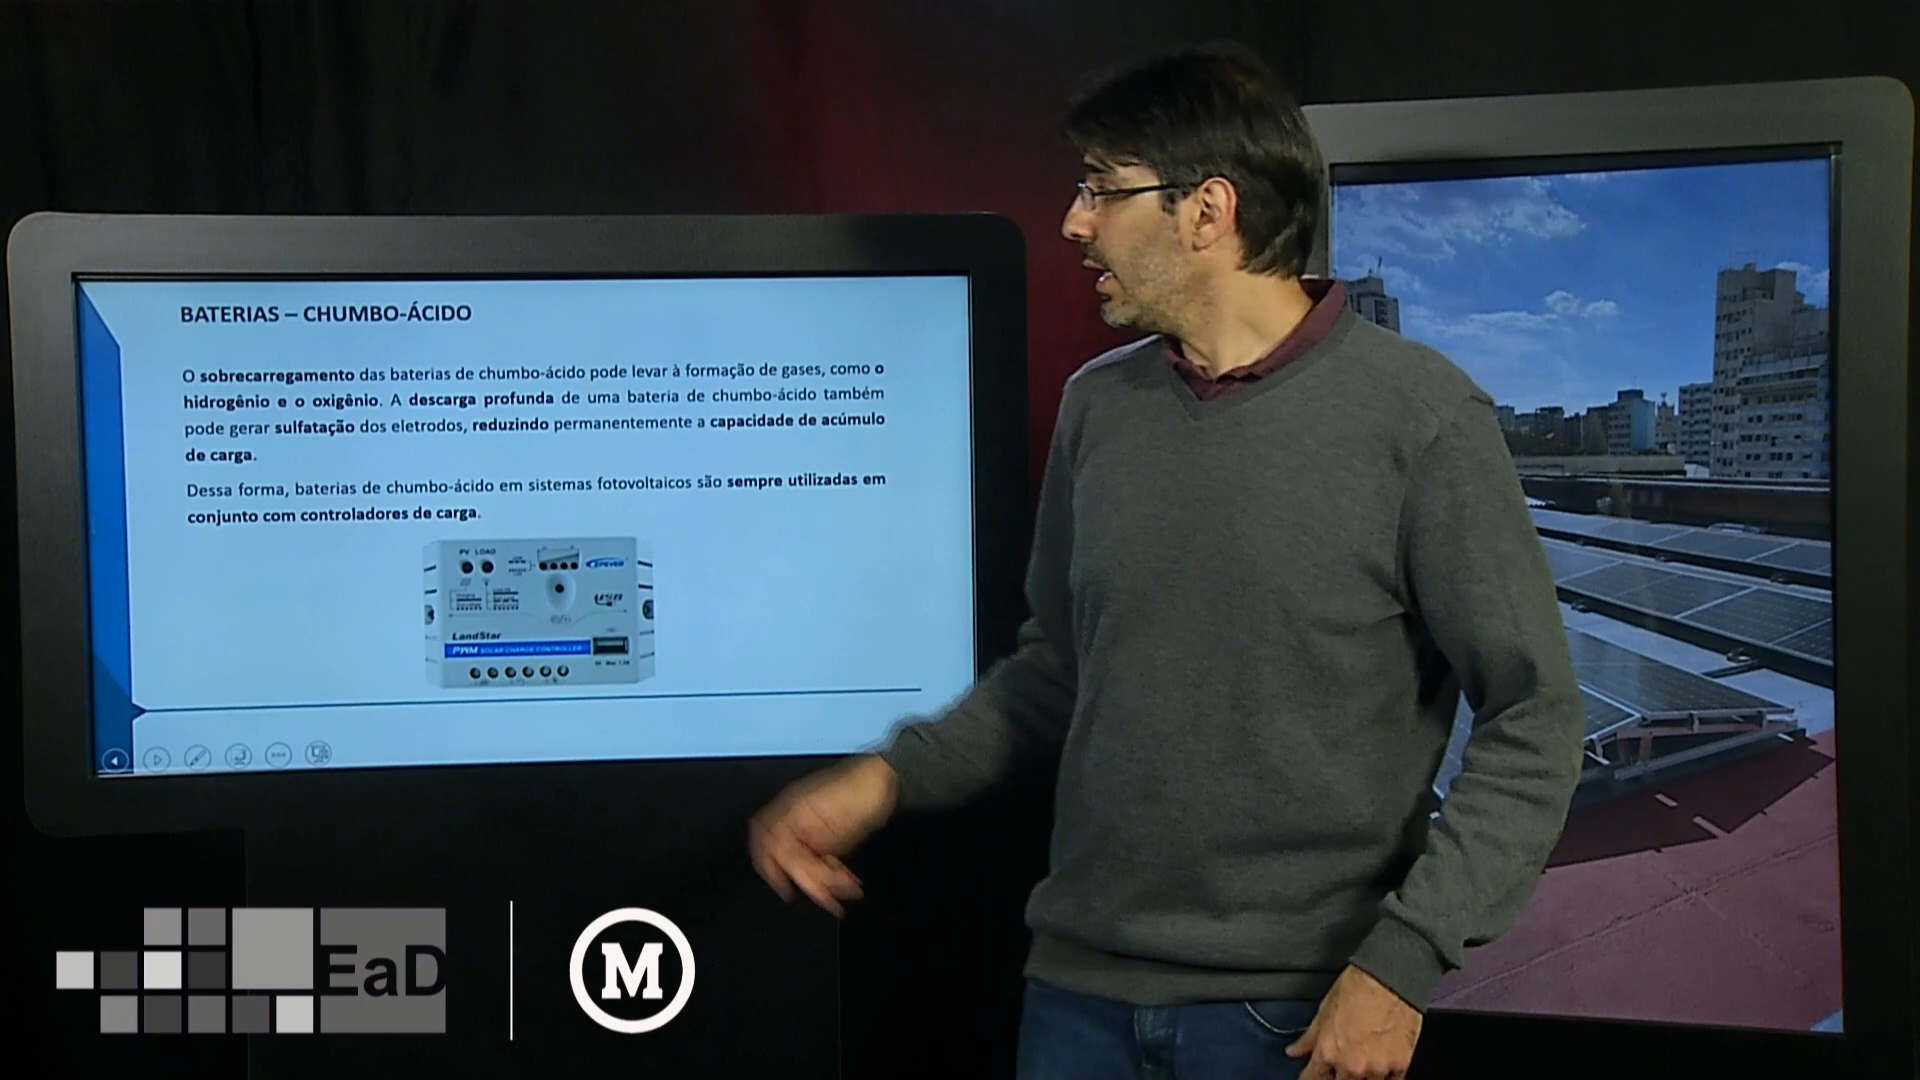 BATERIAS – CHUMBO-ÁCIDO
O sobrecarregamento das baterias de chumbo-ácido pode levar à formação de gases, como o
hidrogênio e o oxigênio. A descarga profunda de uma bateria de chumbo-ácido também
pode gerar sulfatação dos eletrodos, reduzindo permanentemente a capacidade de acúmulo
de carga.
Dessa forma, baterias de chumbo-ácido em sistemas fotovoltaicos são sempre utilizadas em
conjunto com controladores de carga.
PV LOAD
EPEVER
USB
LandStar
PWM SOLAR CHARGE CONTROLLER
EaD
M